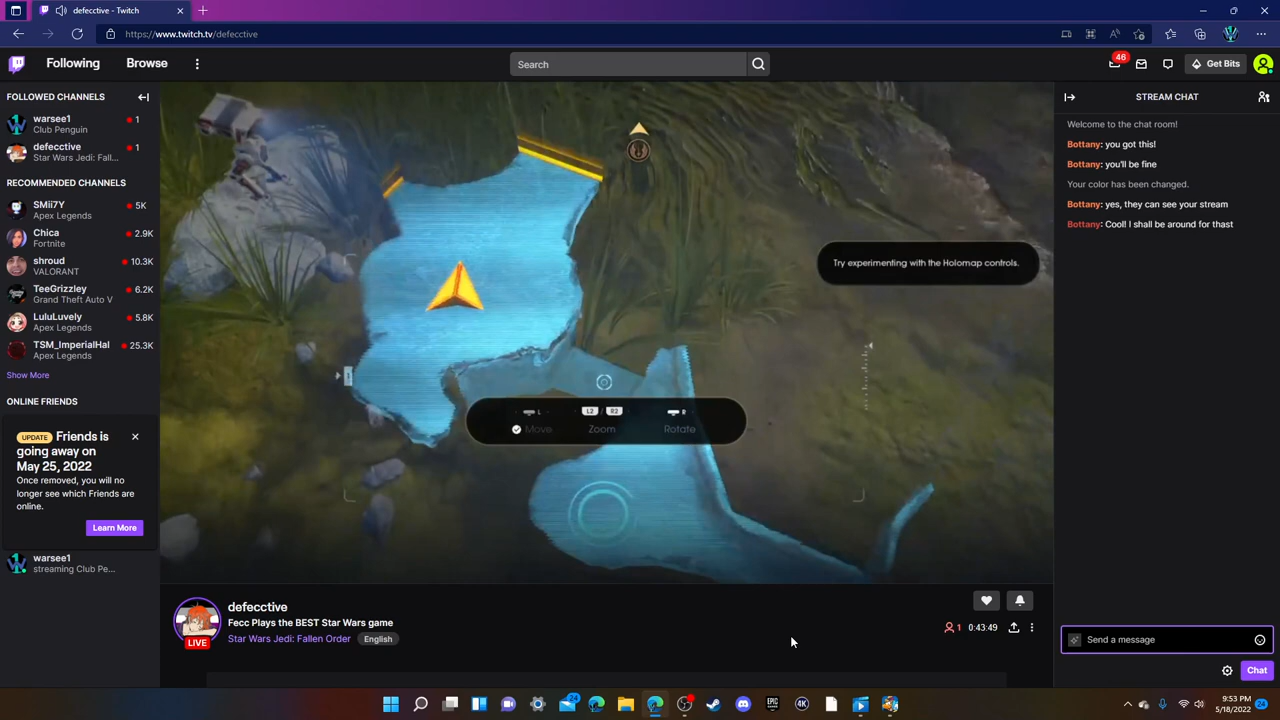 defecctive - Twitch
https://www.twitch.tv/defecctive
Following
Browse
Search
46
Get Bits
FOLLOWED CHANNELS
warsee1
Club Penguin
1
defecctive
Star Wars Jedi: Fall...
1
RECOMMENDED CHANNELS
SMii7Y
Apex Legends
5K
Chica
Fortnite
2.9K
shroud
VALORANT
10.3K
TeeGrizzley
Grand Theft Auto V
6.2K
LuluLuvely
Apex Legends
5.8K
TSM_ImperialHal
Apex Legends
25.3K
Show More
ONLINE FRIENDS
UPDATE Friends is
going away on
May 25, 2022
Once removed, you will no
longer see which Friends are
online.
Learn More
warsee1
streaming Club Pe...
Try experimenting with the Holomap controls.
L
L2 R2
R
Move
Zoom
Rotate
defecctive
Fecc Plays the BEST Star Wars game
Star Wars Jedi: Fallen Order
English
LIVE
1
0:43:49
STREAM CHAT
Welcome to the chat room!
Bottany: you got this!
Bottany: you'll be fine
Your color has been changed.
Bottany: yes, they can see your stream
Bottany: Cool! I shall be around for thast
Send a message
Chat
24
EPIC
GAMES
4K
9:53 PM
5/18/2022
24